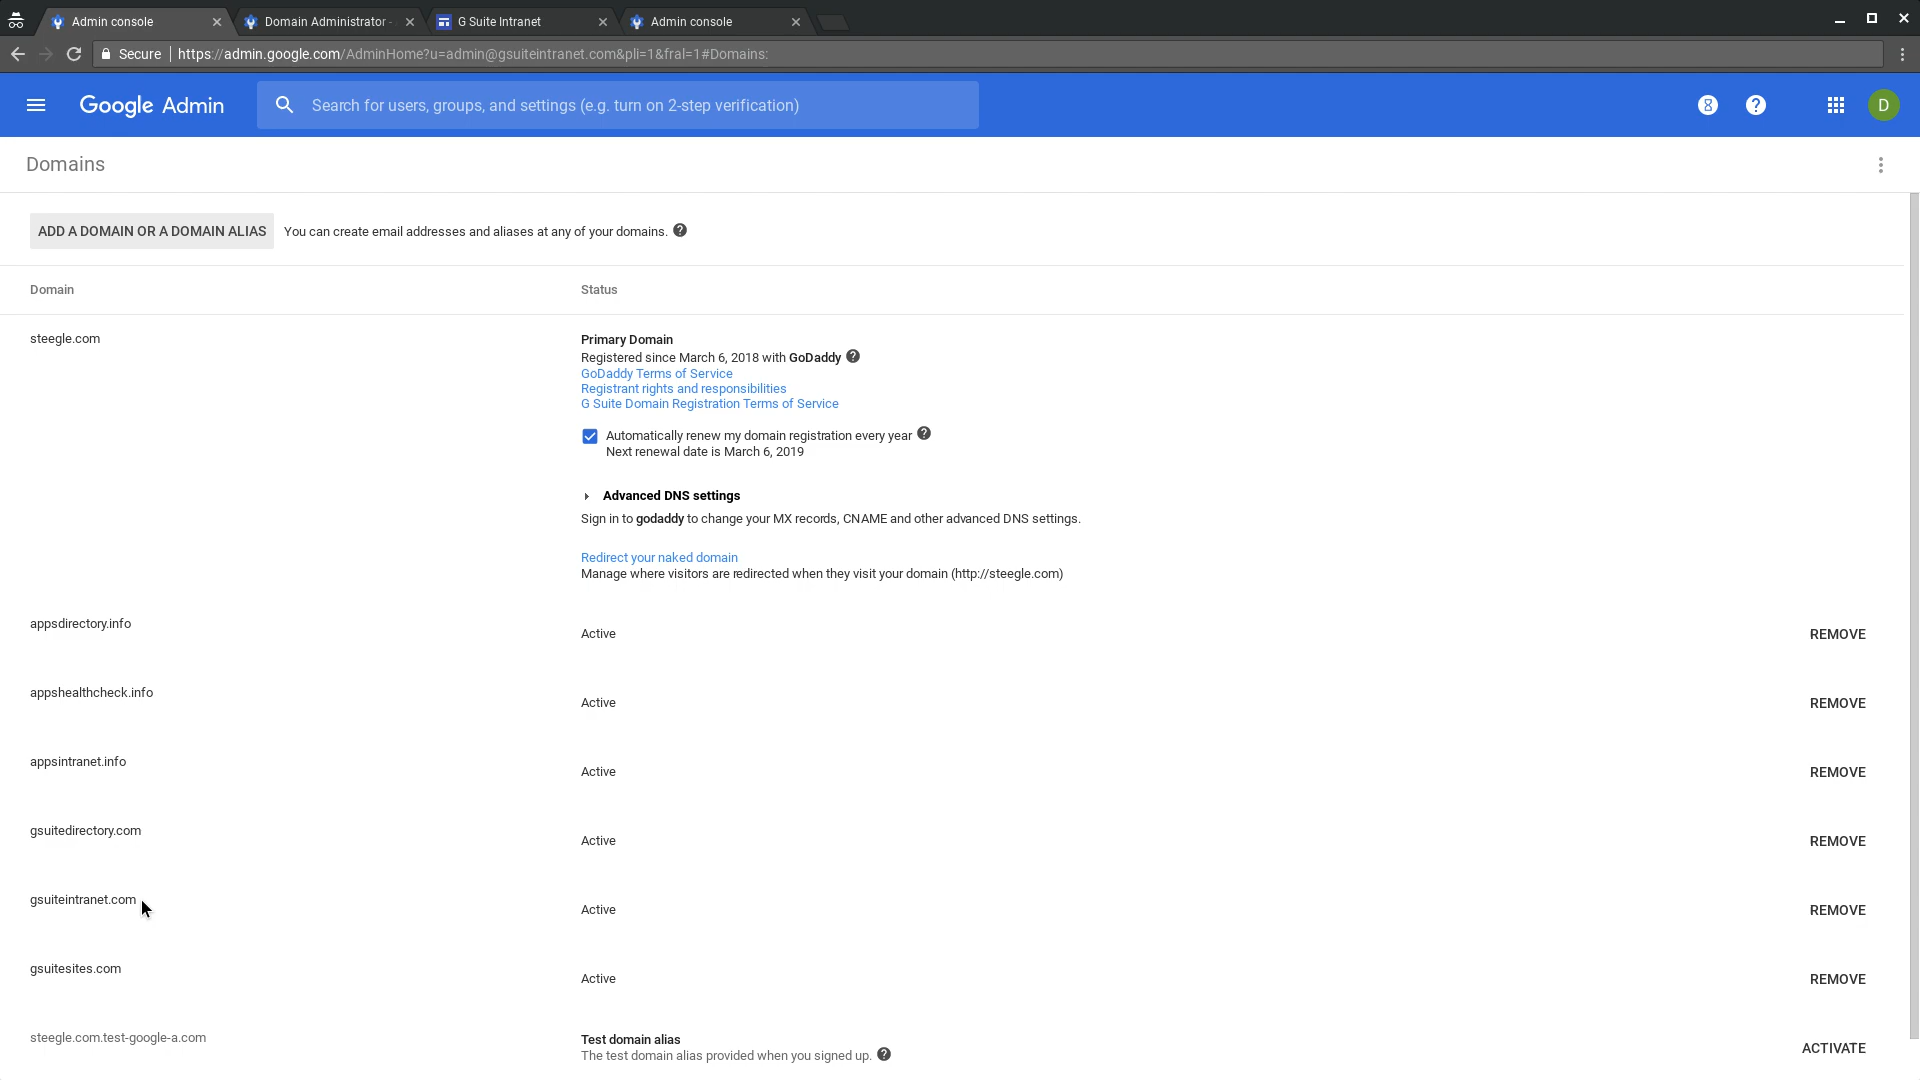 Admin console
Domain Administrator -
G Suite Intranet
Admin console
Secure
https://admin.google.com/AdminHome?u=admin@gsuiteintranet.com&pli=1&fral=1#Domains:
Google Admin
Search for users, groups, and settings (e.g. turn on 2-step verification)
D
Domains
ADD A DOMAIN OR A DOMAIN ALIAS
You can create email addresses and aliases at any of your domains.
Domain
Status
steegle.com
Primary Domain
Registered since March 6, 2018 with GoDaddy
GoDaddy Terms of Service
Registrant rights and responsibilities
G Suite Domain Registration Terms of Service
Automatically renew my domain registration every year
Next renewal date is March 6, 2019
Advanced DNS settings
Sign in to godaddy to change your MX records, CNAME and other advanced DNS settings.
Redirect your naked domain
Manage where visitors are redirected when they visit your domain (http://steegle.com)
appsdirectory.info
Active
REMOVE
appshealthcheck.info
Active
REMOVE
appsintranet.info
Active
REMOVE
gsuitedirectory.com
Active
REMOVE
gsuiteintranet.com
Active
REMOVE
gsuitesites.com
Active
REMOVE
steegle.com.test-google-a.com
Test domain alias
The test domain alias provided when you signed up.
ACTIVATE